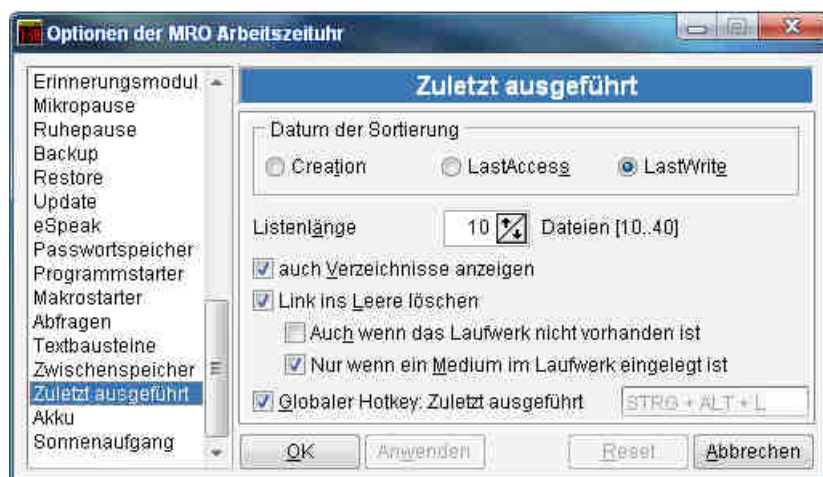 Optionen der MRO Arbeitszeituhr
Erinnerungsmodul
Mikropause
Ruhepause
Backup
Restore
Update
eSpeak
Passwortspeicher
Programmstarter
Makrostarter
Abfragen
Textbausteine
Zwischenspeicher
Zuletzt ausgeführt
Akku
Sonnenaufgang
Zuletzt ausgeführt
Datum der Sortierung
Creation LastAccess LastWrite
Listenlänge 10 Dateien [10..40]
auch Verzeichnisse anzeigen
Link ins Leere löschen
Auch wenn das Laufwerk nicht vorhanden ist
Nur wenn ein Medium im Laufwerk eingelegt ist
Globaler Hotkey: Zuletzt ausgeführt STRG + ALT + L
OK Anwenden Reset Abbrechen